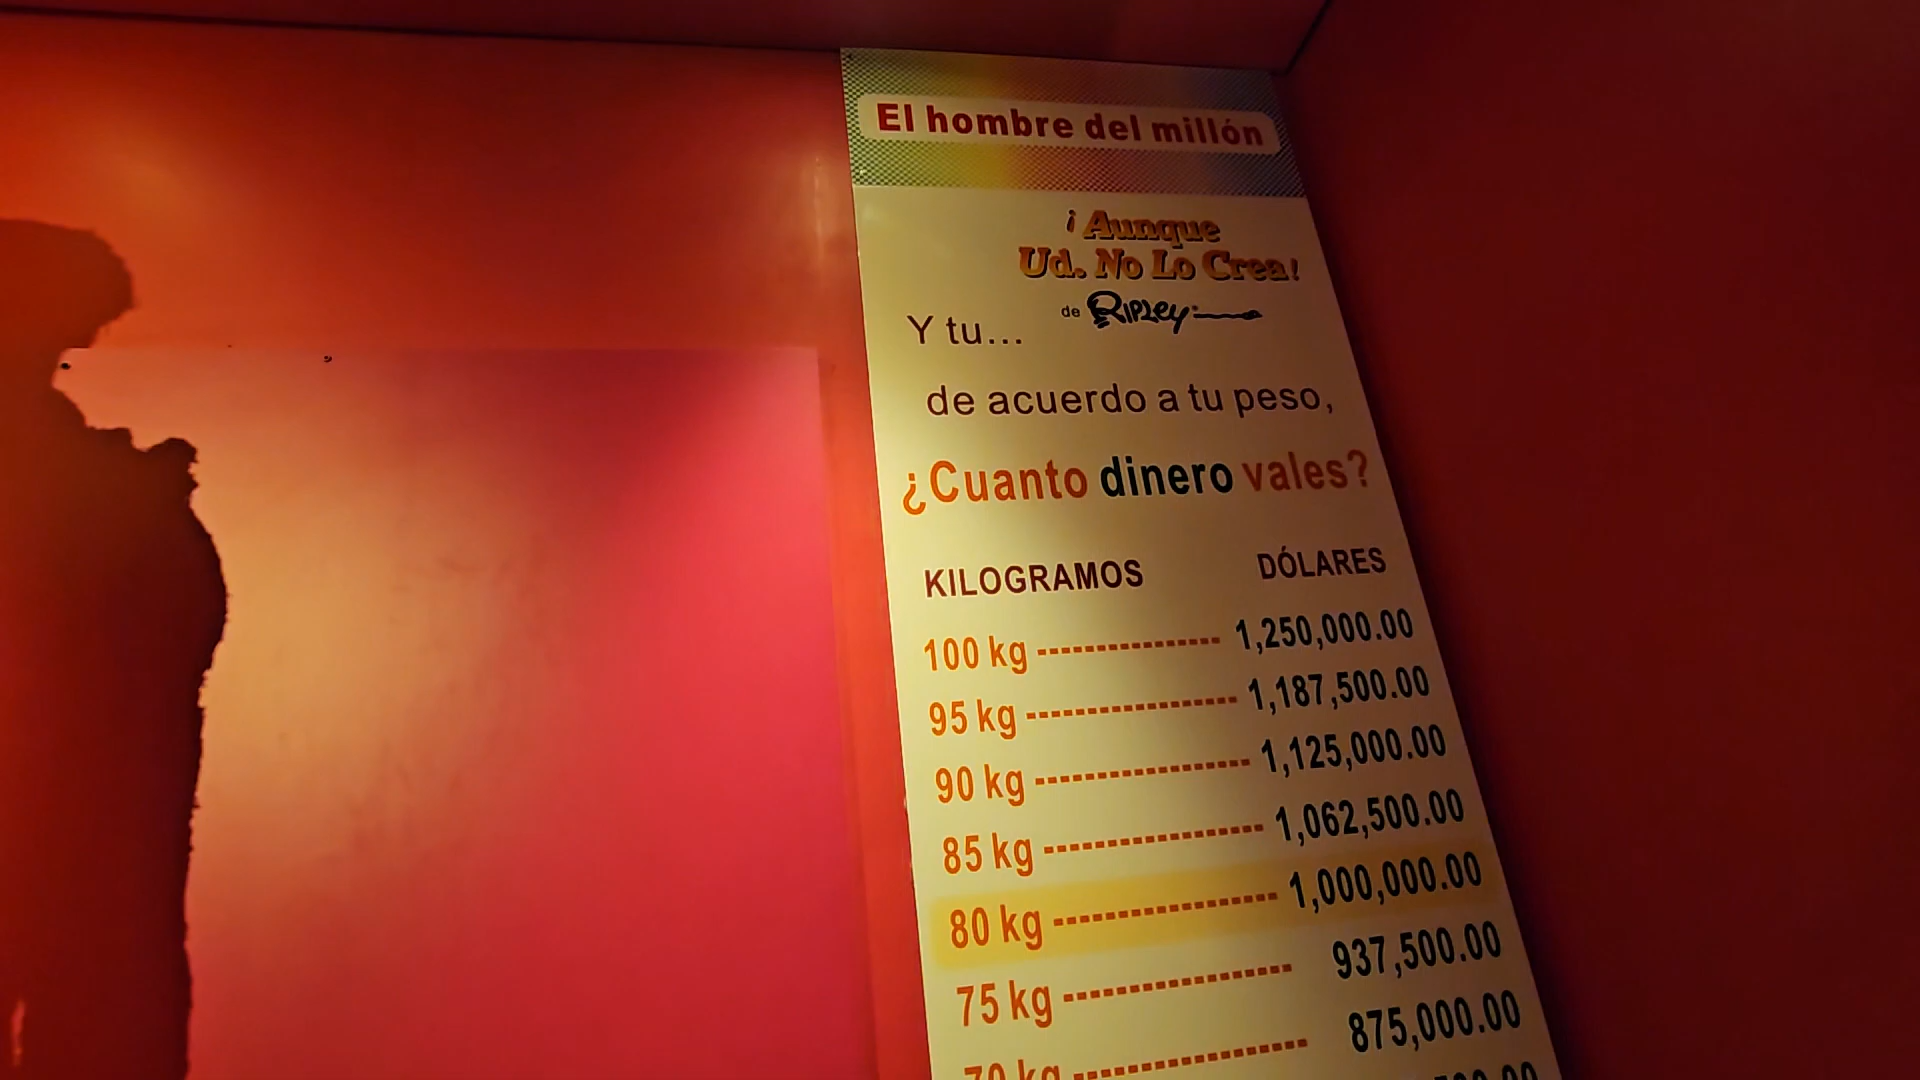 El hombre del millón
¡Aunque
Ud. No Lo Crea!
de Ripley
Y tu...
de acuerdo a tu peso,
¿Cuanto dinero vales?
KILOGRAMOS DÓLARES
100 kg ---------------- 1,250,000.00
95 kg ------------------ 1,187,500.00
90 kg ------------------ 1,125,000.00
85 kg ------------------ 1,062,500.00
80 kg ------------------ 1,000,000.00
75 kg ------------------ 937,500.00
70 kg ------------------ 875,000.00